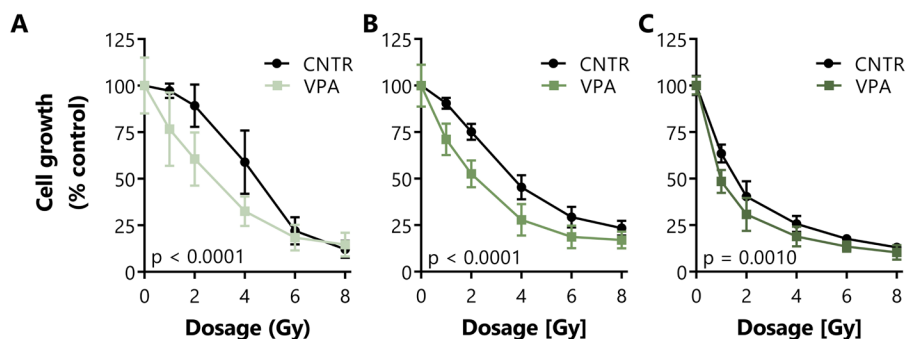 A
Cell growth
(% control)
125
100
75
50
25
0
CNTR
VPA
p < 0.0001
0 2 4 6 8
Dosage (Gy)
B
125
100
75
50
25
0
CNTR
VPA
p < 0.0001
0 2 4 6 8
Dosage [Gy]
C
125
100
75
50
25
0
CNTR
VPA
p = 0.0010
0 2 4 6 8
Dosage [Gy]